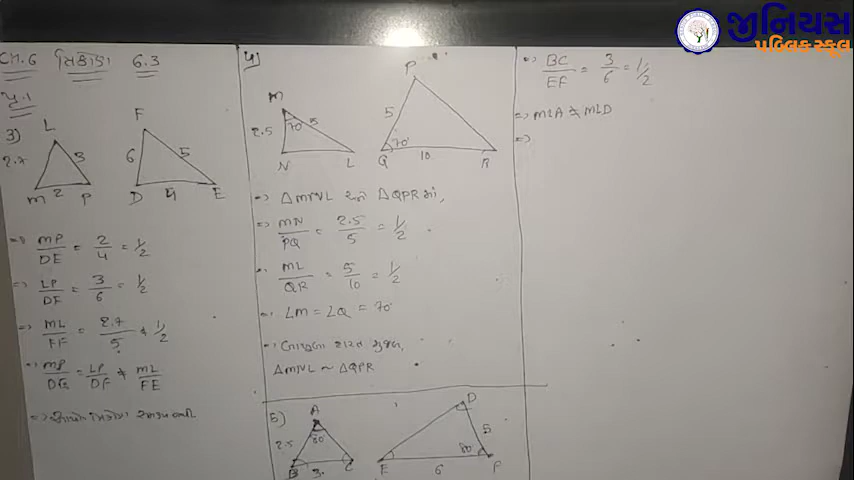 જીનિયસ
પબ્લિક સ્કૂલ
Ch.6 ત્રિકોણ 6.3
પ્ર.1
3)
L
2.7 3
M 2 P
F
6 5
D 4 E
=> MP/DE = 2/4 = 1/2
=> LP/DF = 3/6 = 1/2
=> ML/FE = 2.7/5 ≠ 1/2
=> MP/DE = LP/DF ≠ ML/FE
4)
M
2.5 70° 5
N L
P
5
70°
Q 10 R
=> ΔMNL અને ΔQPR માં,
=> MN/PQ = 2.5/5 = 1/2
ML/QR = 5/10 = 1/2
∠M = ∠Q = 70°
ΔMNL ~ ΔQPR
5)
A
2.5 80°
B 3 C
D
5
80°
E 6 F
=> BC/EF = 3/6 = 1/2
=> m∠A ≠ m∠D
=>